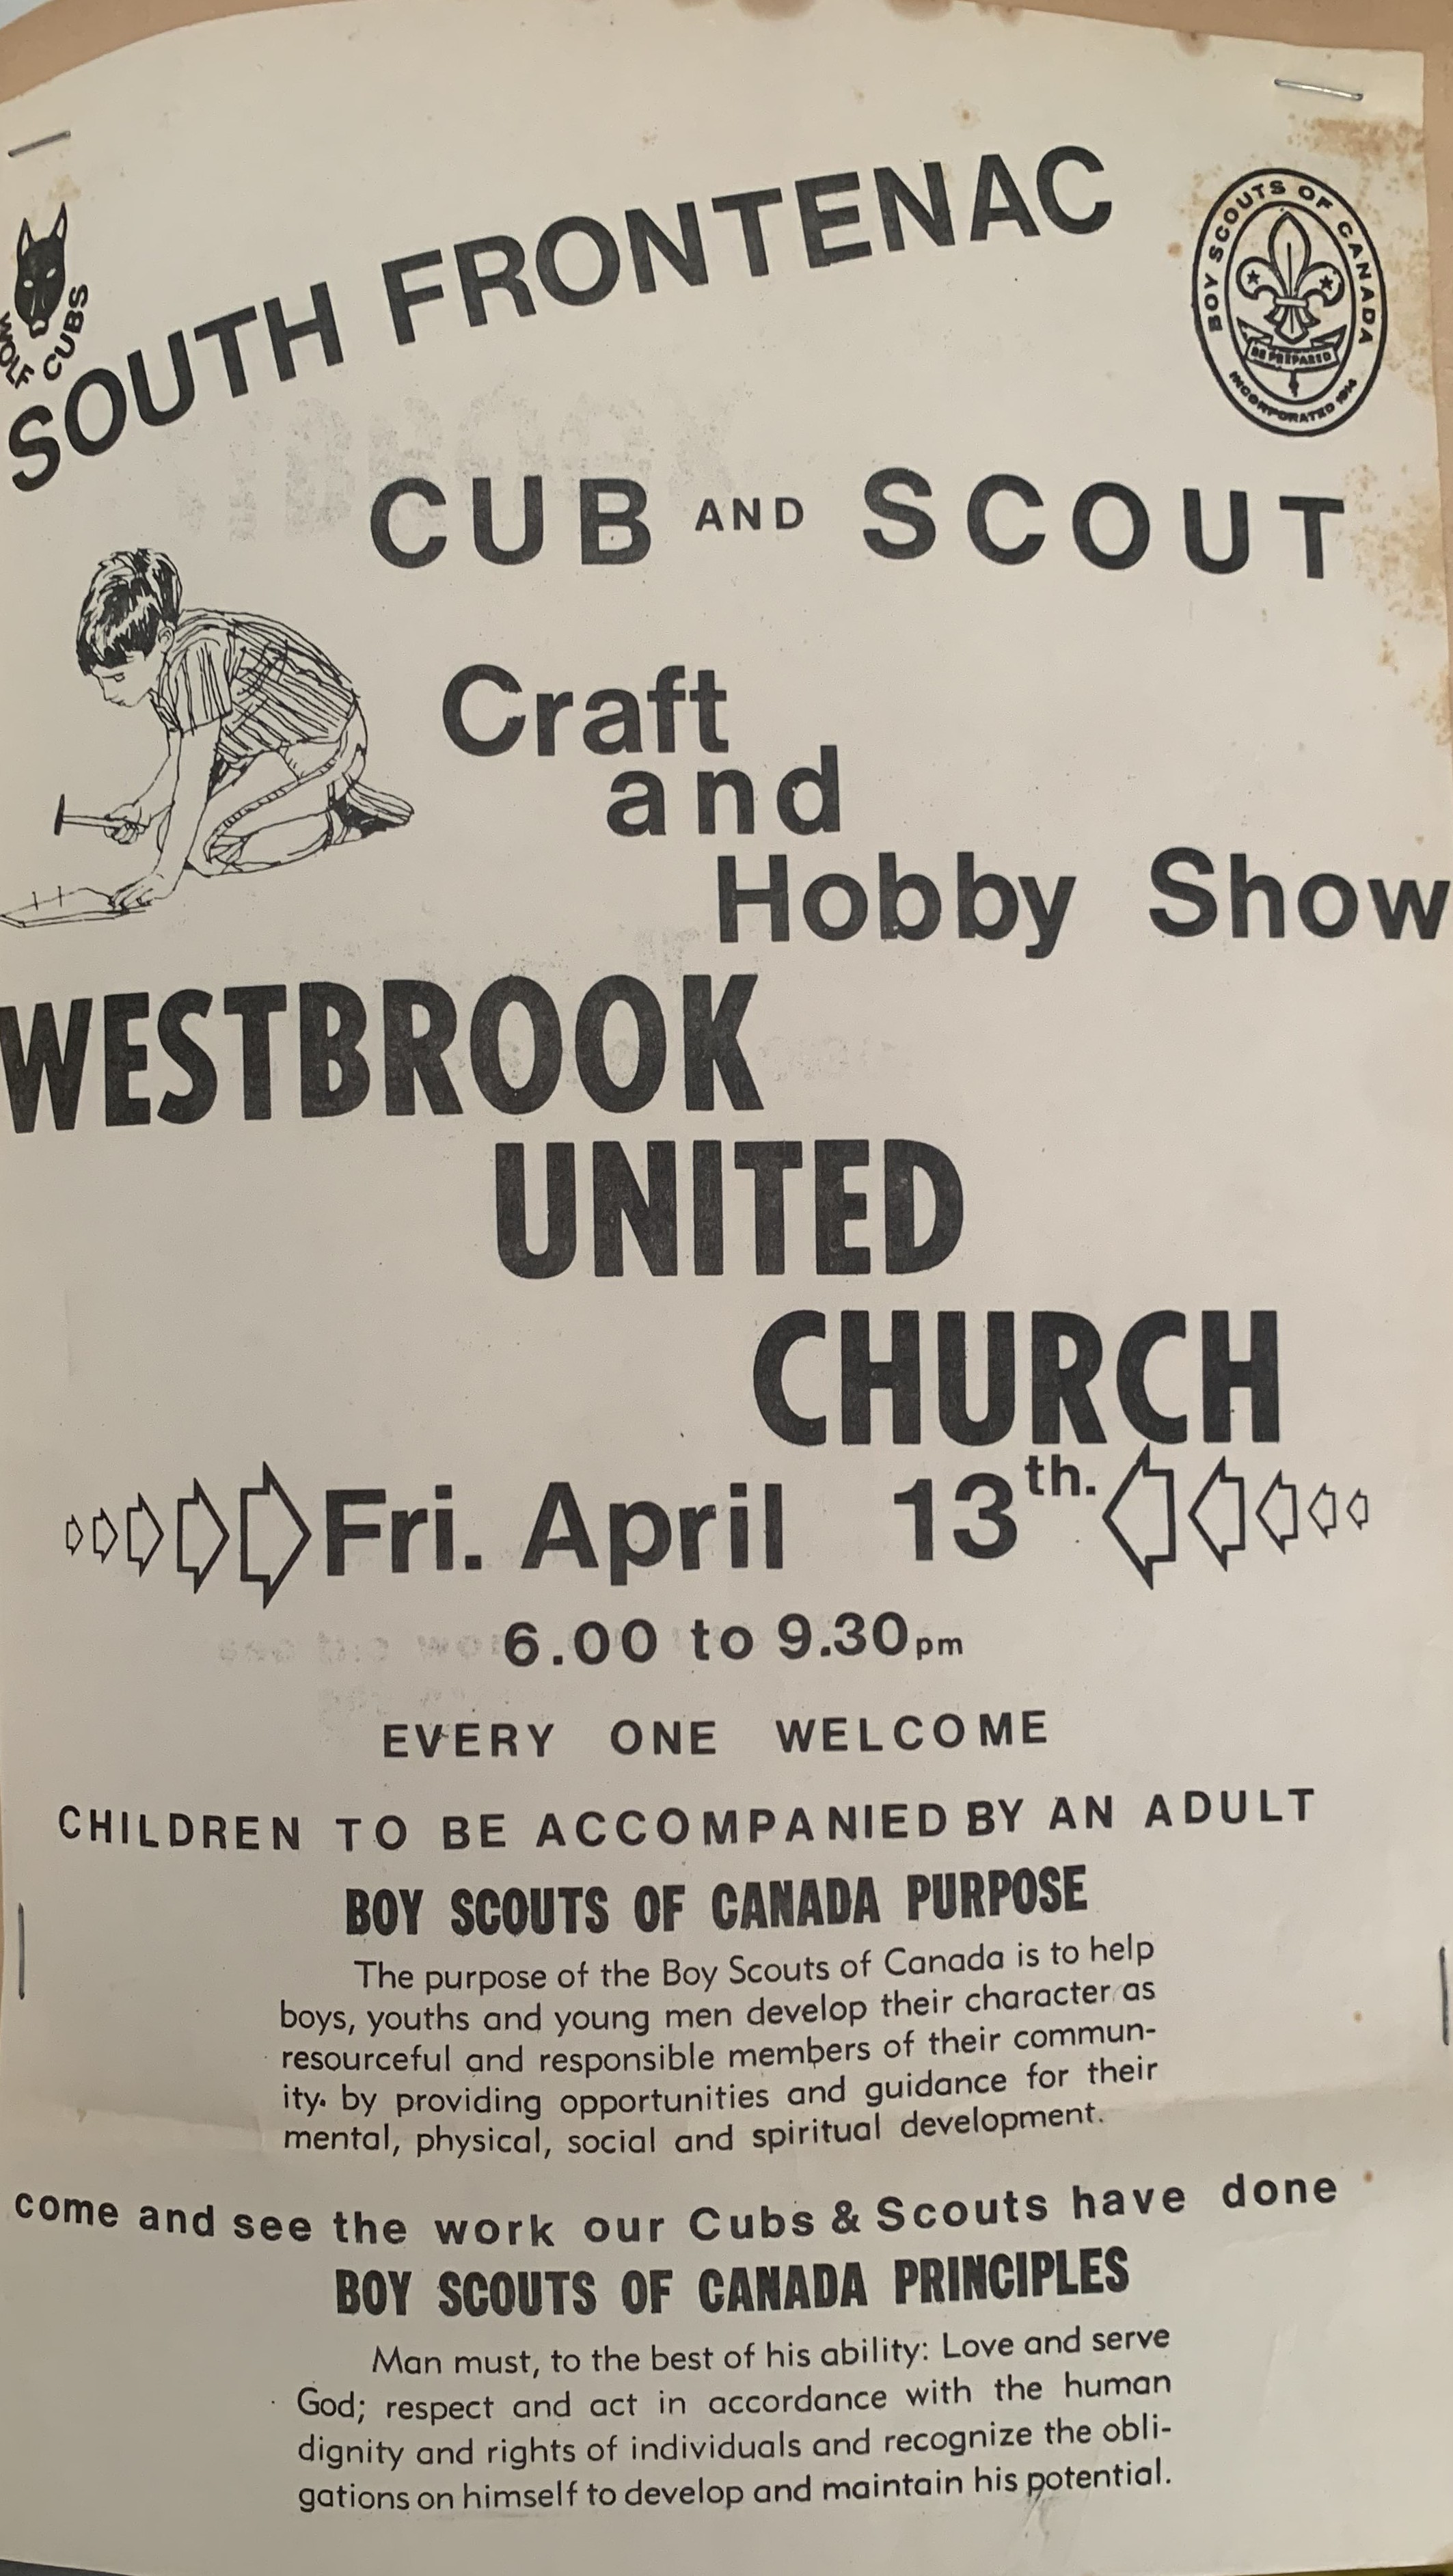 WOLF CUBS
SOUTH FRONTENAC
BOY SCOUTS OF CANADA
BE PREPARED
INCORPORATED 1914
CUB AND SCOUT
Craft
and
Hobby Show
WESTBROOK
UNITED
CHURCH
Fri. April 13th.
6.00 to 9.30pm
EVERY ONE WELCOME
CHILDREN TO BE ACCOMPANIED BY AN ADULT
BOY SCOUTS OF CANADA PURPOSE
The purpose of the Boy Scouts of Canada is to help
boys, youths and young men develop their character as
resourceful and responsible members of their commun-
ity. by providing opportunities and guidance for their
mental, physical, social and spiritual development.
come and see the work our Cubs & Scouts have done
BOY SCOUTS OF CANADA PRINCIPLES
Man must, to the best of his ability: Love and serve
God; respect and act in accordance with the human
dignity and rights of individuals and recognize the obli-
gations on himself to develop and maintain his potential.